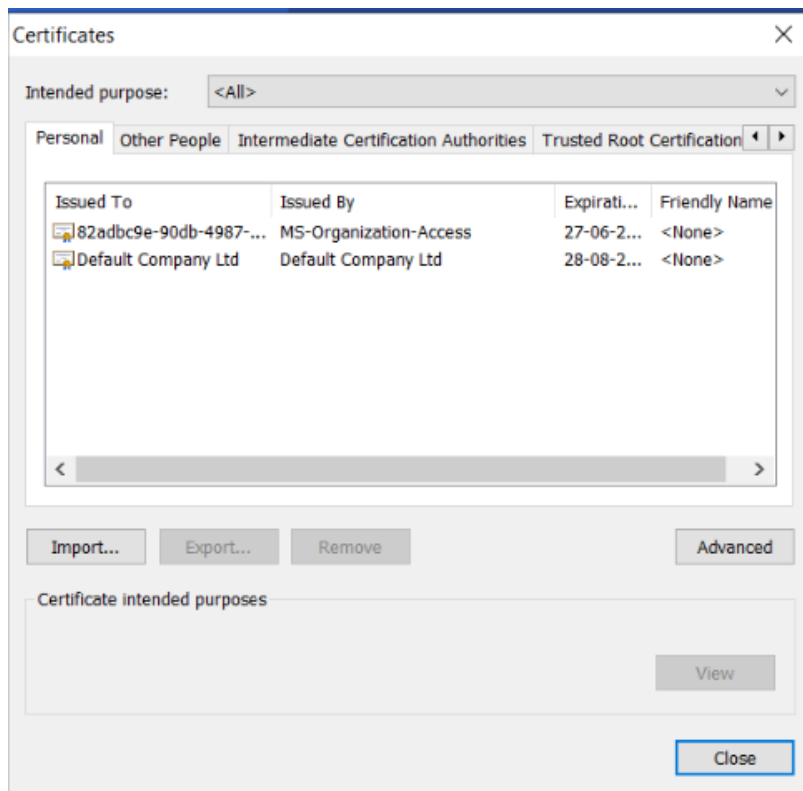 Certificates
Intended purpose: <All>
Personal Other People Intermediate Certification Authorities Trusted Root Certification
Issued To Issued By Expirati... Friendly Name
82adbc9e-90db-4987-... MS-Organization-Access 27-06-2... <None>
Default Company Ltd Default Company Ltd 28-08-2... <None>
Import... Export... Remove Advanced
Certificate intended purposes
View
Close